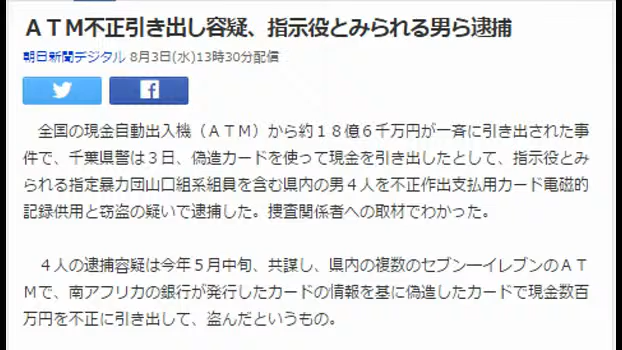 ＡＴＭ不正引き出し容疑、指示役とみられる男ら逮捕
朝日新聞デジタル 8月3日(水)13時30分配信
　全国の現金自動出入機（ＡＴＭ）から約１８億６千万円が一斉に引き出された事
件で、千葉県警は３日、偽造カードを使って現金を引き出したとして、指示役とみ
られる指定暴力団山口組系組員を含む県内の男４人を不正作出支払用カード電磁的
記録供用と窃盗の疑いで逮捕した。捜査関係者への取材でわかった。
　４人の逮捕容疑は今年５月中旬、共謀し、県内の複数のセブン―イレブンのＡＴ
Ｍで、南アフリカの銀行が発行したカードの情報を基に偽造したカードで現金数百
万円を不正に引き出して、盗んだというもの。